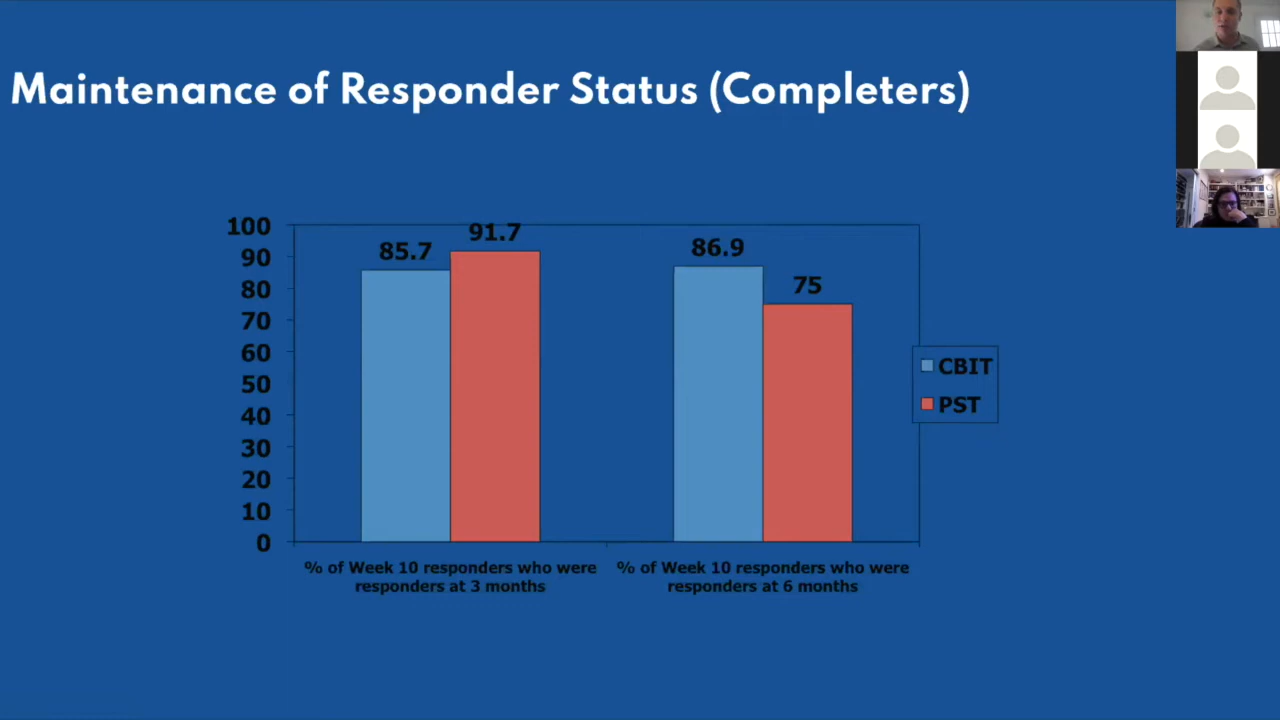 Maintenance of Responder Status (Completers)
100
90
80
70
60
50
40
30
20
10
0
85.7
91.7
86.9
75
CBIT
PST
% of Week 10 responders who were
responders at 3 months
% of Week 10 responders who were
responders at 6 months